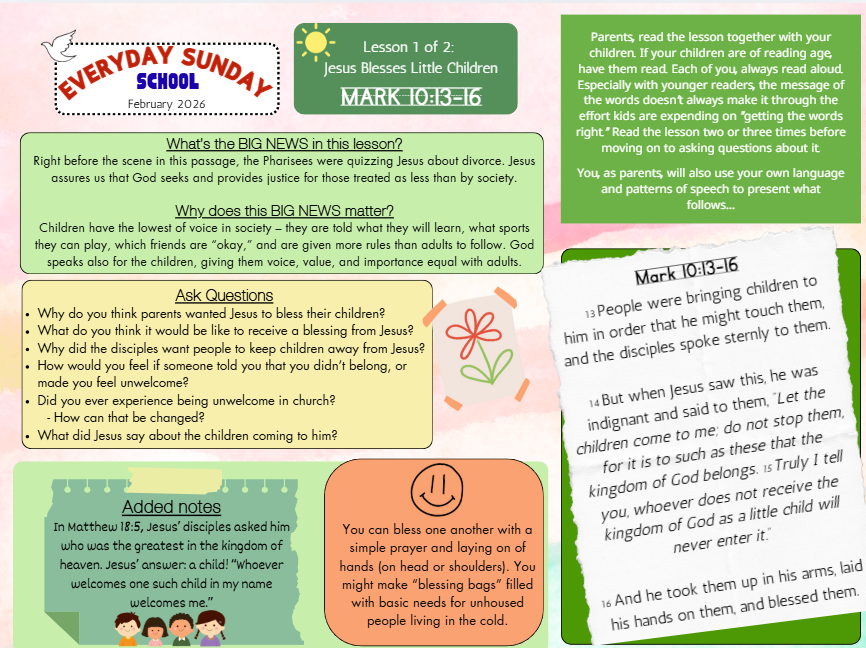 EVERYDAY SUNDAY
SCHOOL
February 2026
Lesson 1 of 2:
Jesus Blesses Little Children
MARK 10:13-16
Parents, read the lesson together with your
children. If your children are of reading age,
have them read. Each of you, always read aloud.
Especially with younger readers, the message of
the words doesn't always make it through the
effort kids are expending on "getting the words
right." Read the lesson two or three times before
moving on to asking questions about it.
You, as parents, will also use your own language
and patterns of speech to present what
follows...
What's the BIG NEWS in this lesson?
Right before the scene in this passage, the Pharisees were quizzing Jesus about divorce. Jesus
assures us that God seeks and provides justice for those treated as less than by society.
Why does this BIG NEWS matter?
Children have the lowest of voice in society – they are told what they will learn, what sports
they can play, which friends are "okay," and are given more rules than adults to follow. God
speaks also for the children, giving them voice, value, and importance equal with adults.
Ask Questions
• Why do you think parents wanted Jesus to bless their children?
• What do you think it would be like to receive a blessing from Jesus?
• Why did the disciples want people to keep children away from Jesus?
• How would you feel if someone told you that you didn't belong, or
made you feel unwelcome?
• Did you ever experience being unwelcome in church?
- How can that be changed?
• What did Jesus say about the children coming to him?
Mark 10:13-16
13 People were bringing children to
him in order that he might touch them,
and the disciples spoke sternly to them.
14 But when Jesus saw this, he was
indignant and said to them, "Let the
children come to me; do not stop them,
for it is to such as these that the
kingdom of God belongs. 15 Truly I tell
you, whoever does not receive the
kingdom of God as a little child will
never enter it."
16 And he took them up in his arms, laid
his hands on them, and blessed them.
Added notes
In Matthew 18:5, Jesus' disciples asked him
who was the greatest in the kingdom of
heaven. Jesus' answer: a child! "Whoever
welcomes one such child in my name
welcomes me."
You can bless one another with a
simple prayer and laying on of
hands (on head or shoulders). You
might make "blessing bags" filled
with basic needs for unhoused
people living in the cold.